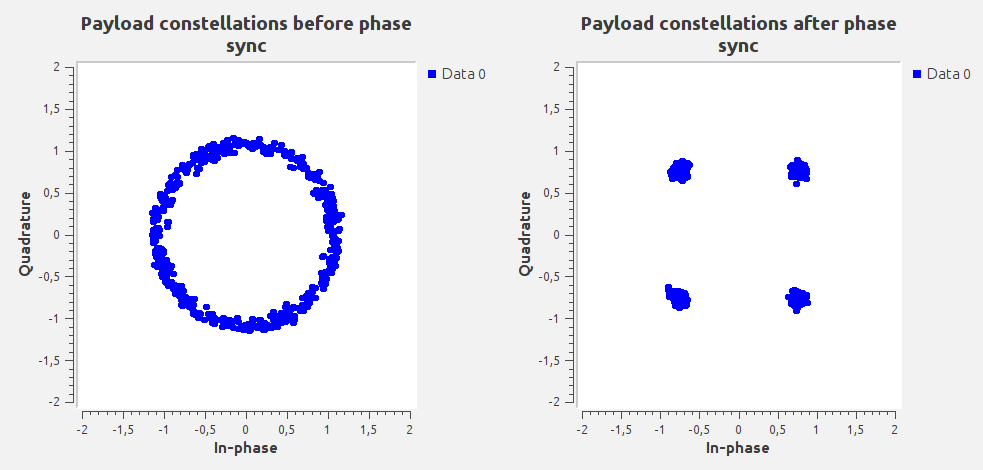 Payload constellations before phase
sync
Data 0
2
1,5
1
0,5
0
-0,5
-1
-1,5
-2
Quadrature
-2 -1,5 -1 -0,5 0 0,5 1 1,5 2
In-phase
Payload constellations after phase
sync
Data 0
2
1,5
1
0,5
0
-0,5
-1
-1,5
-2
Quadrature
-2 -1,5 -1 -0,5 0 0,5 1 1,5 2
In-phase